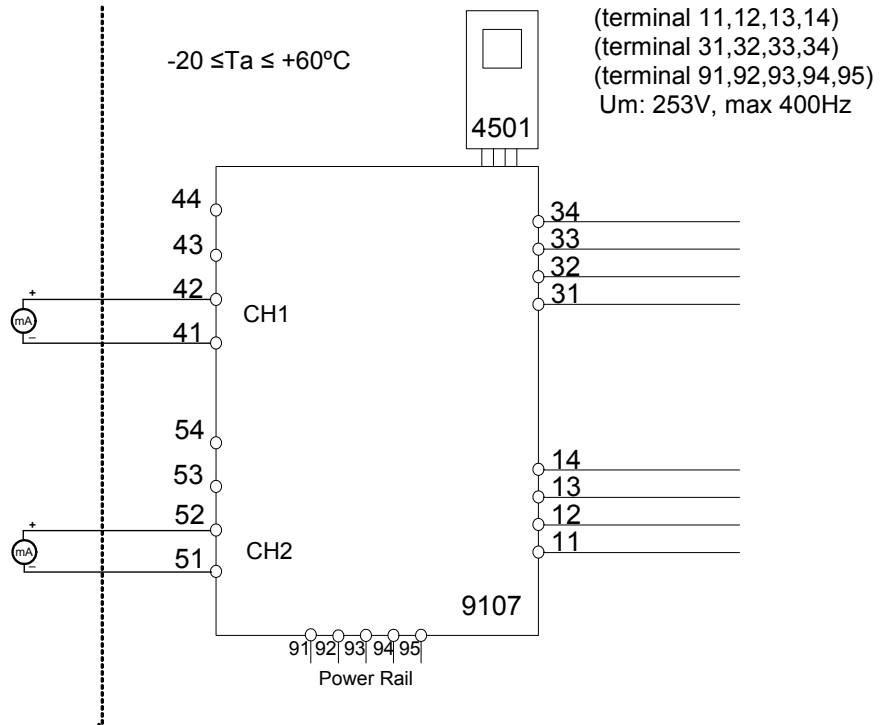 (terminal 11,12,13,14)
-20 ≤Ta ≤ +60ºC
(terminal 31,32,33,34)
(terminal 91,92,93,94,95)
Um: 253V, max 400Hz
4501
44
34
43
33
32
42
31
+
CH1
mA
41
–
54
14
53
13
52
12
+
CH2
11
mA
51
–
9107
91 92 93 94 95
Power Rail